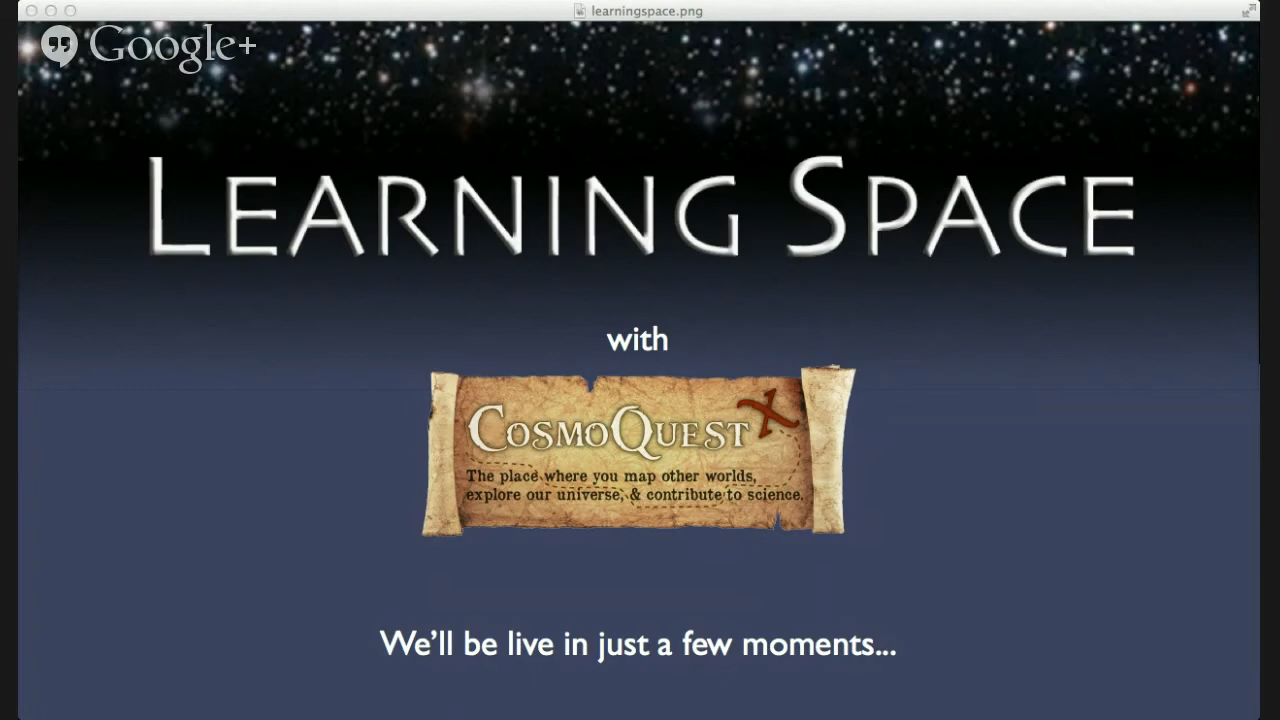 learningspace.png
Google+
LEARNING SPACE
with
COSMOQUEST X
The place where you map other worlds,
explore our universe, & contribute to science.
We'll be live in just a few moments...